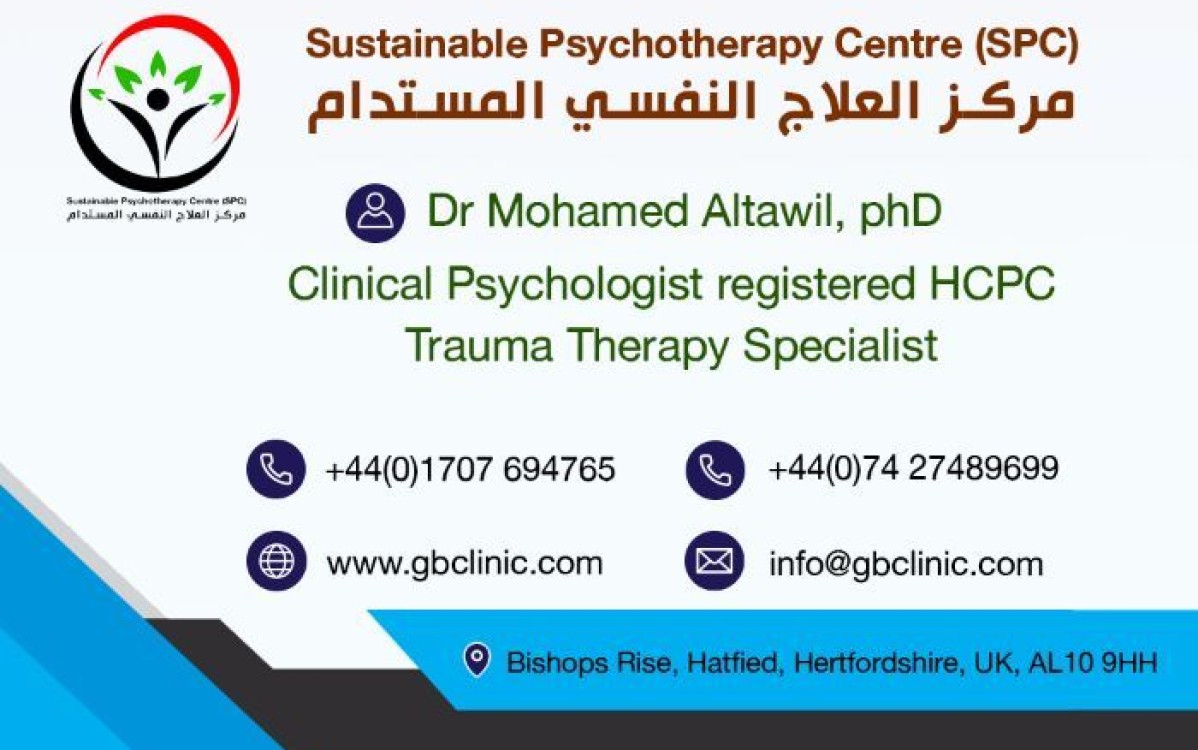 Sustainable Psychotherapy Centre (SPC)
مركز العلاج النفسي المستدام
Sustainable Psychotherapy Centre (SPC)
مركز العلاج النفسي المستدام
Dr Mohamed Altawil, phD
Clinical Psychologist registered HCPC
Trauma Therapy Specialist
+44(0)1707 694765
+44(0)74 27489699
www.gbclinic.com
info@gbclinic.com
Bishops Rise, Hatfied, Hertfordshire, UK, AL10 9HH